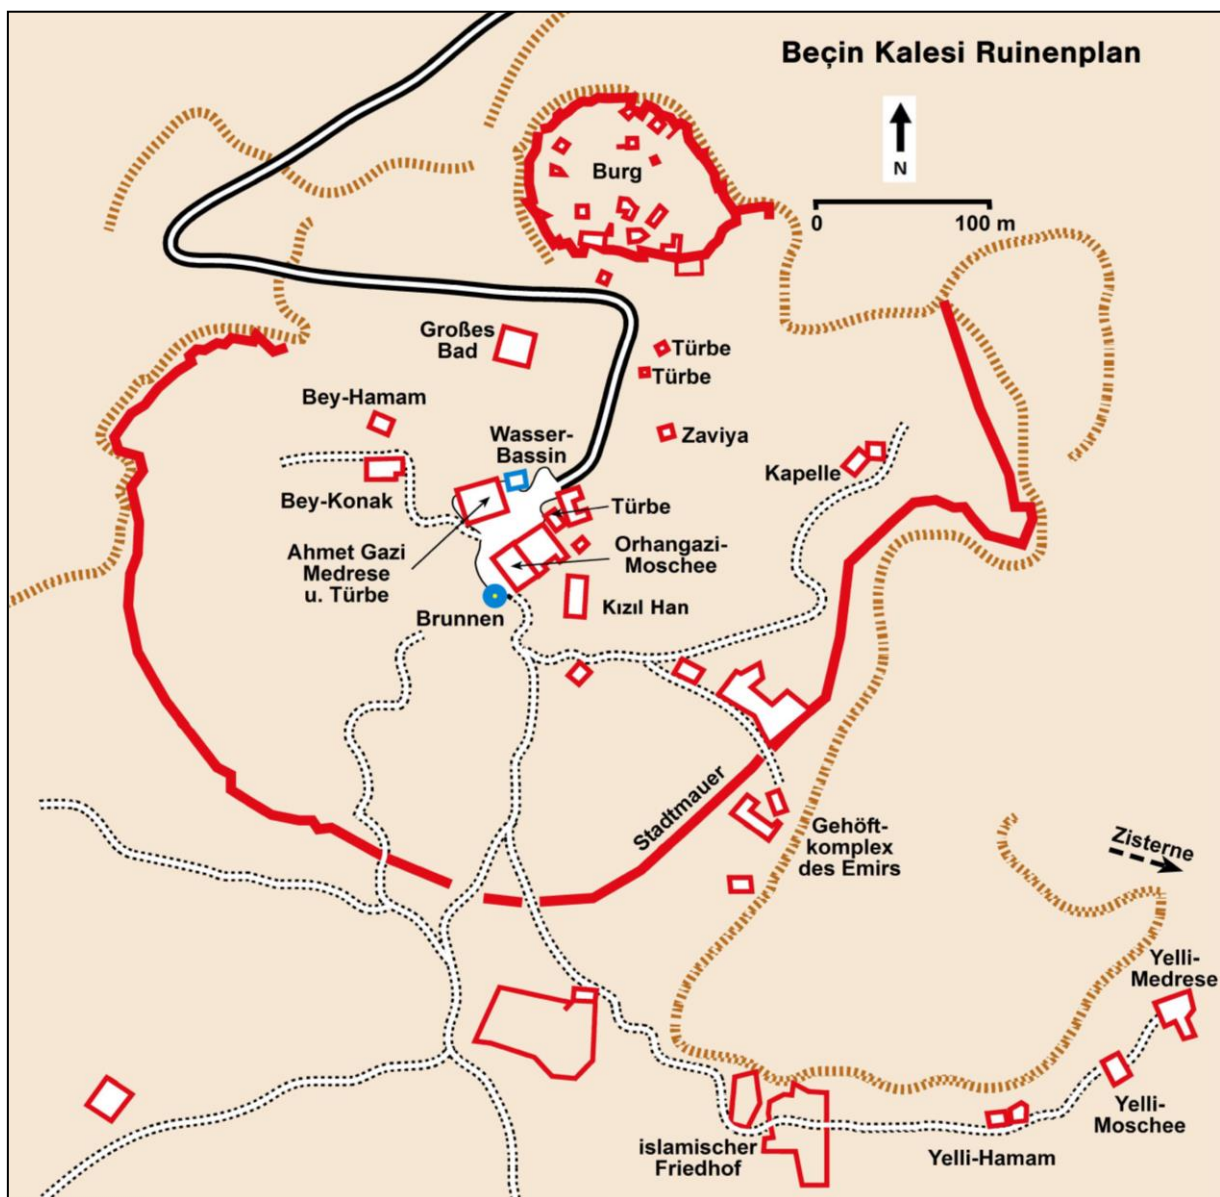 Beçin Kalesi Ruinenplan
N
Burg
0
100 m
Großes
Bad
Türbe
Türbe
Bey-Hamam
Wasser-
Bassin
Zaviya
Kapelle
Bey-Konak
Türbe
Ahmet Gazi
Medrese
u. Türbe
Orhangazi-
Moschee
Brunnen
Kızıl Han
Stadtmauer
Gehöft-
komplex
des Emirs
Zisterne
Yelli-
Medrese
Yelli-
Moschee
islamischer
Friedhof
Yelli-Hamam